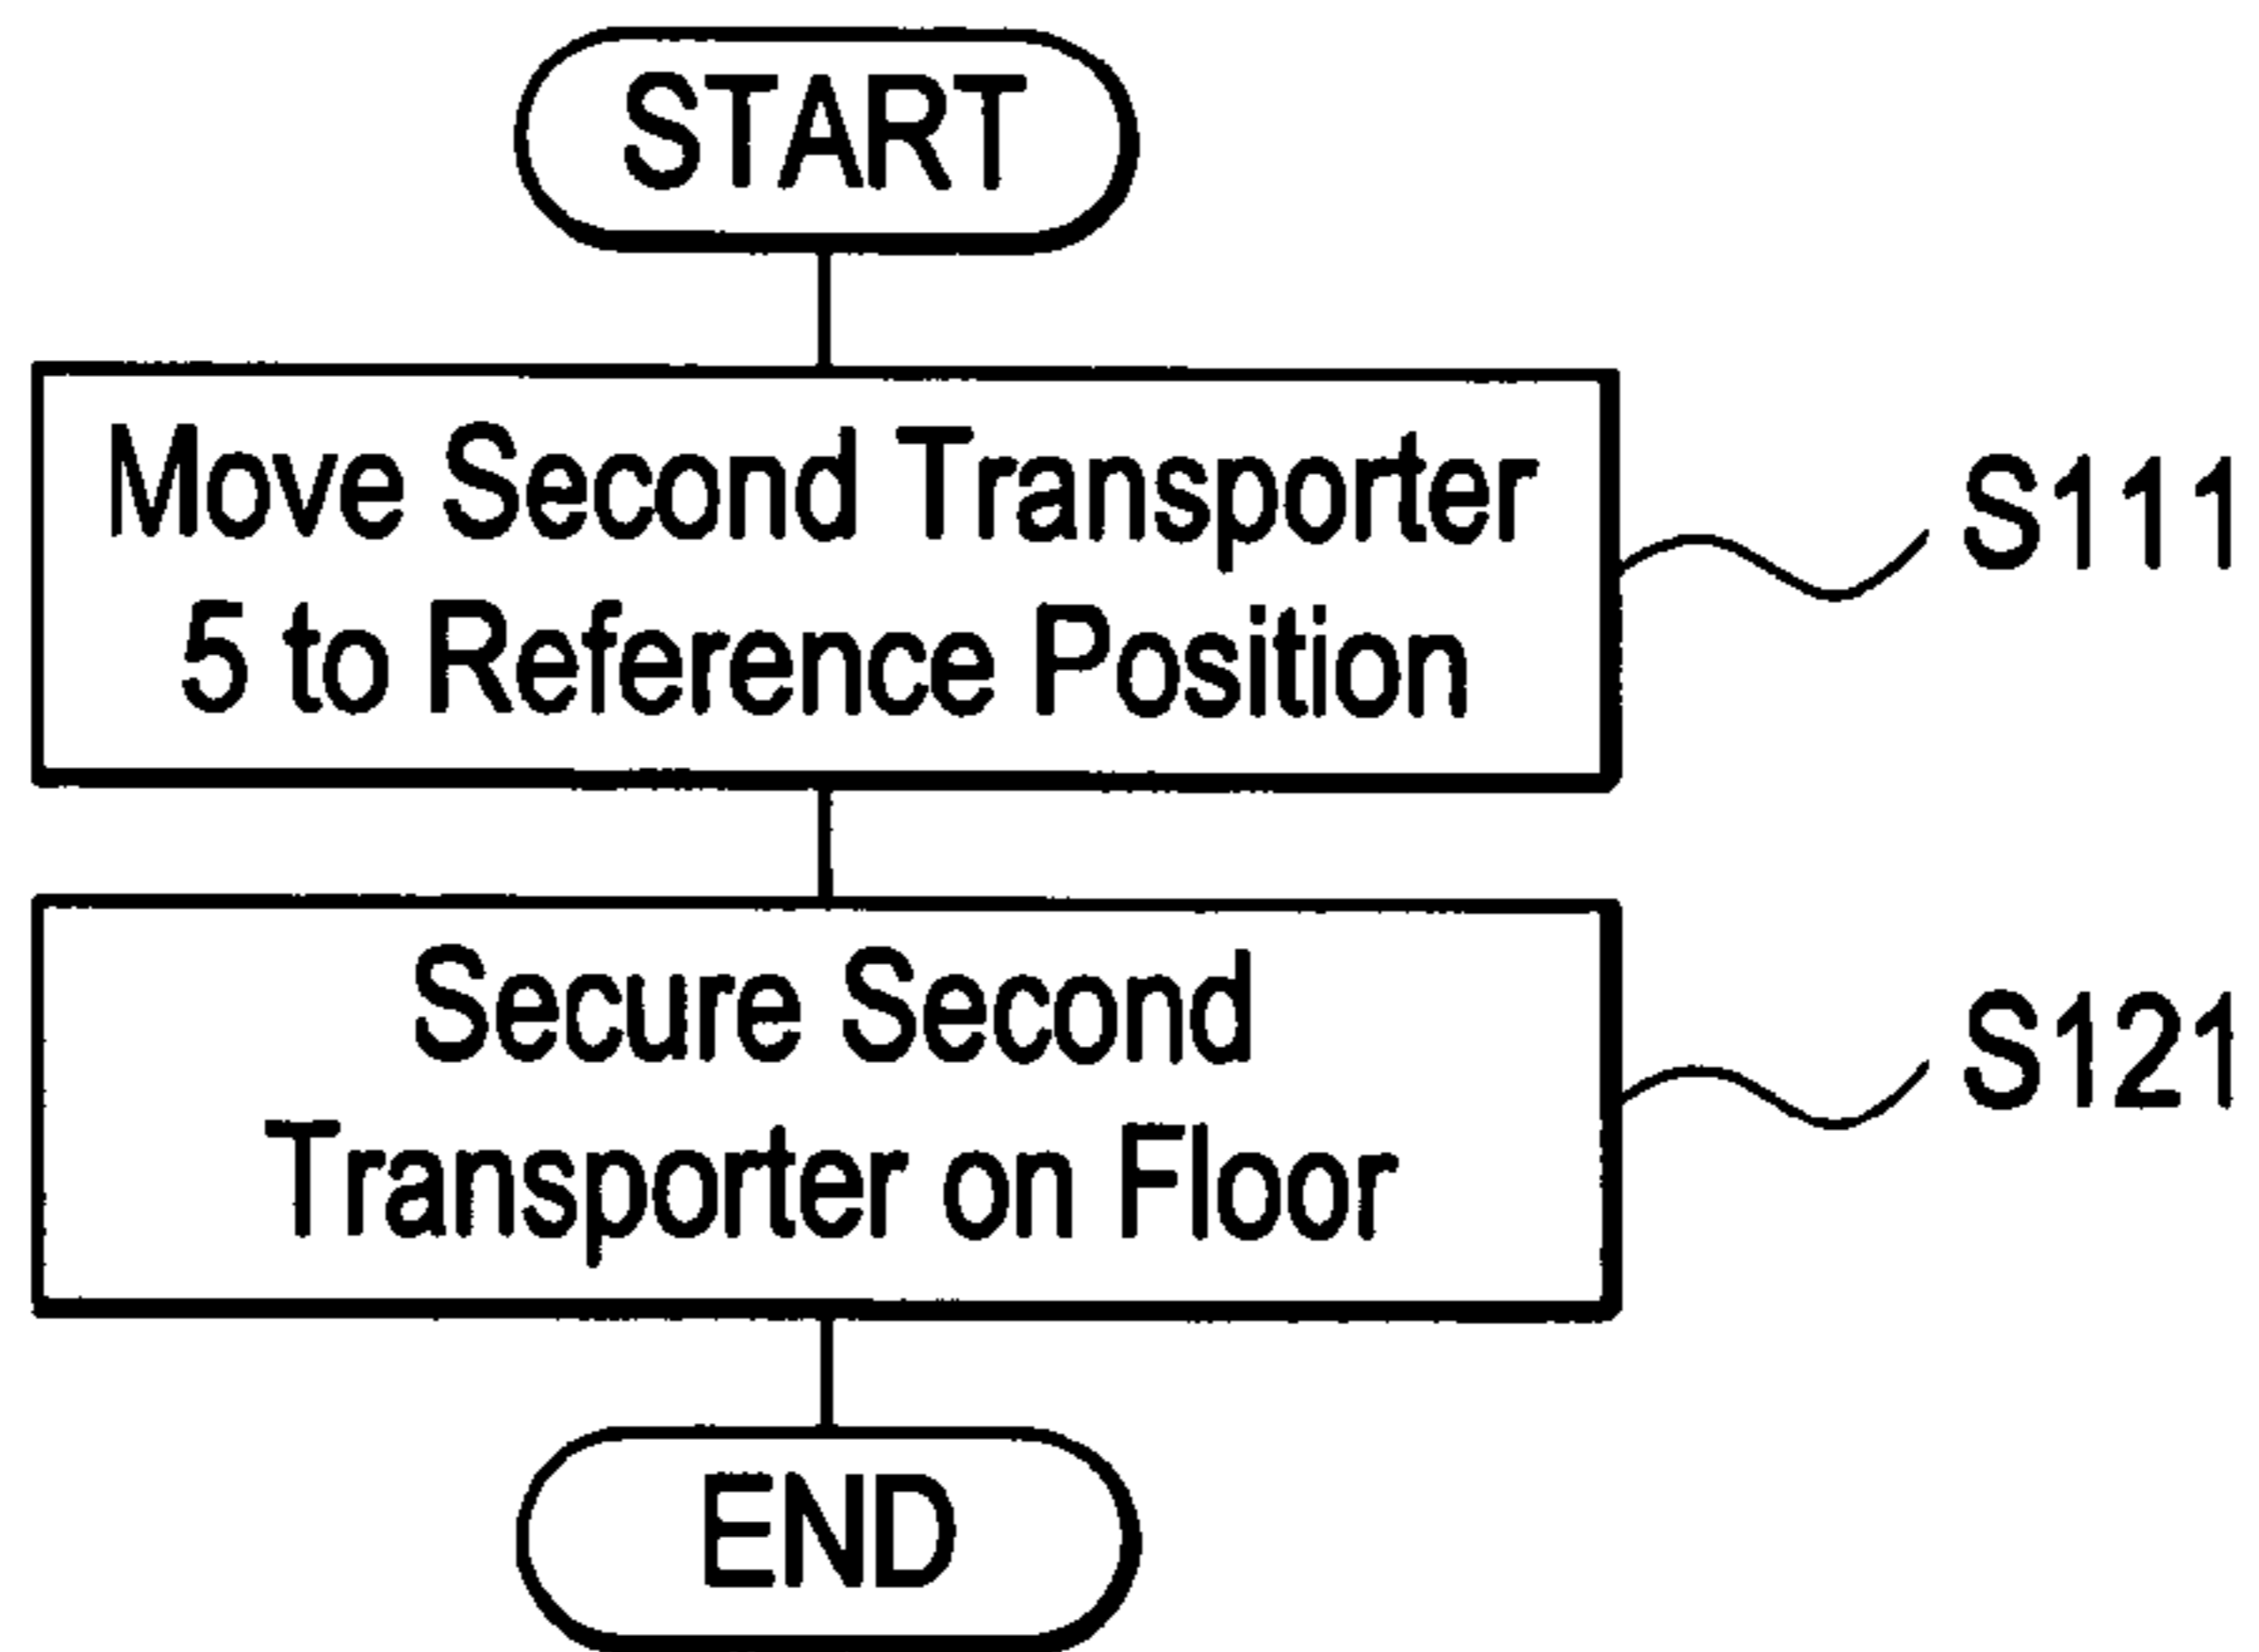 START
Move Second Transporter
5 to Reference Position
S111
Secure Second
Transporter on Floor
S121
END